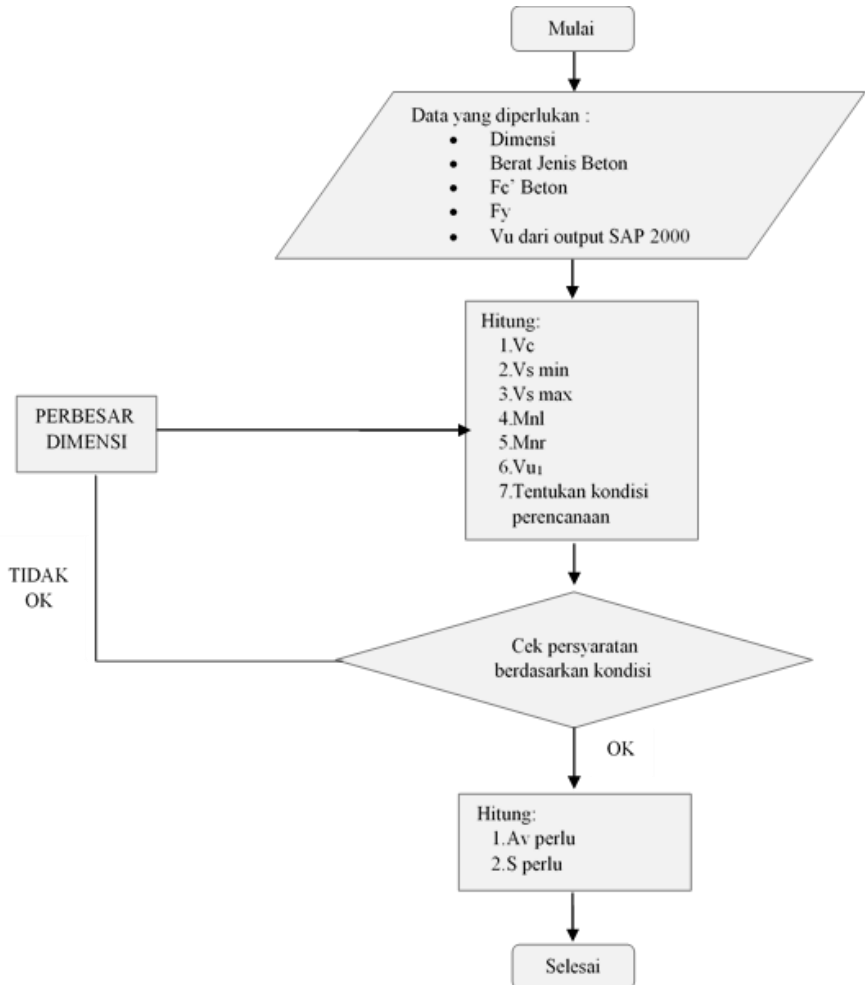 Mulai
Data yang diperlukan :
• Dimensi
• Berat Jenis Beton
• Fc’ Beton
• Fy
• Vu dari output SAP 2000
Hitung:
1.Vc
2.Vs min
3.Vs max
4.Mnl
5.Mnr
6.Vu₁
7.Tentukan kondisi
perencanaan
PERBESAR
DIMENSI
TIDAK
OK
Cek persyaratan
berdasarkan kondisi
OK
Hitung:
1.Av perlu
2.S perlu
Selesai